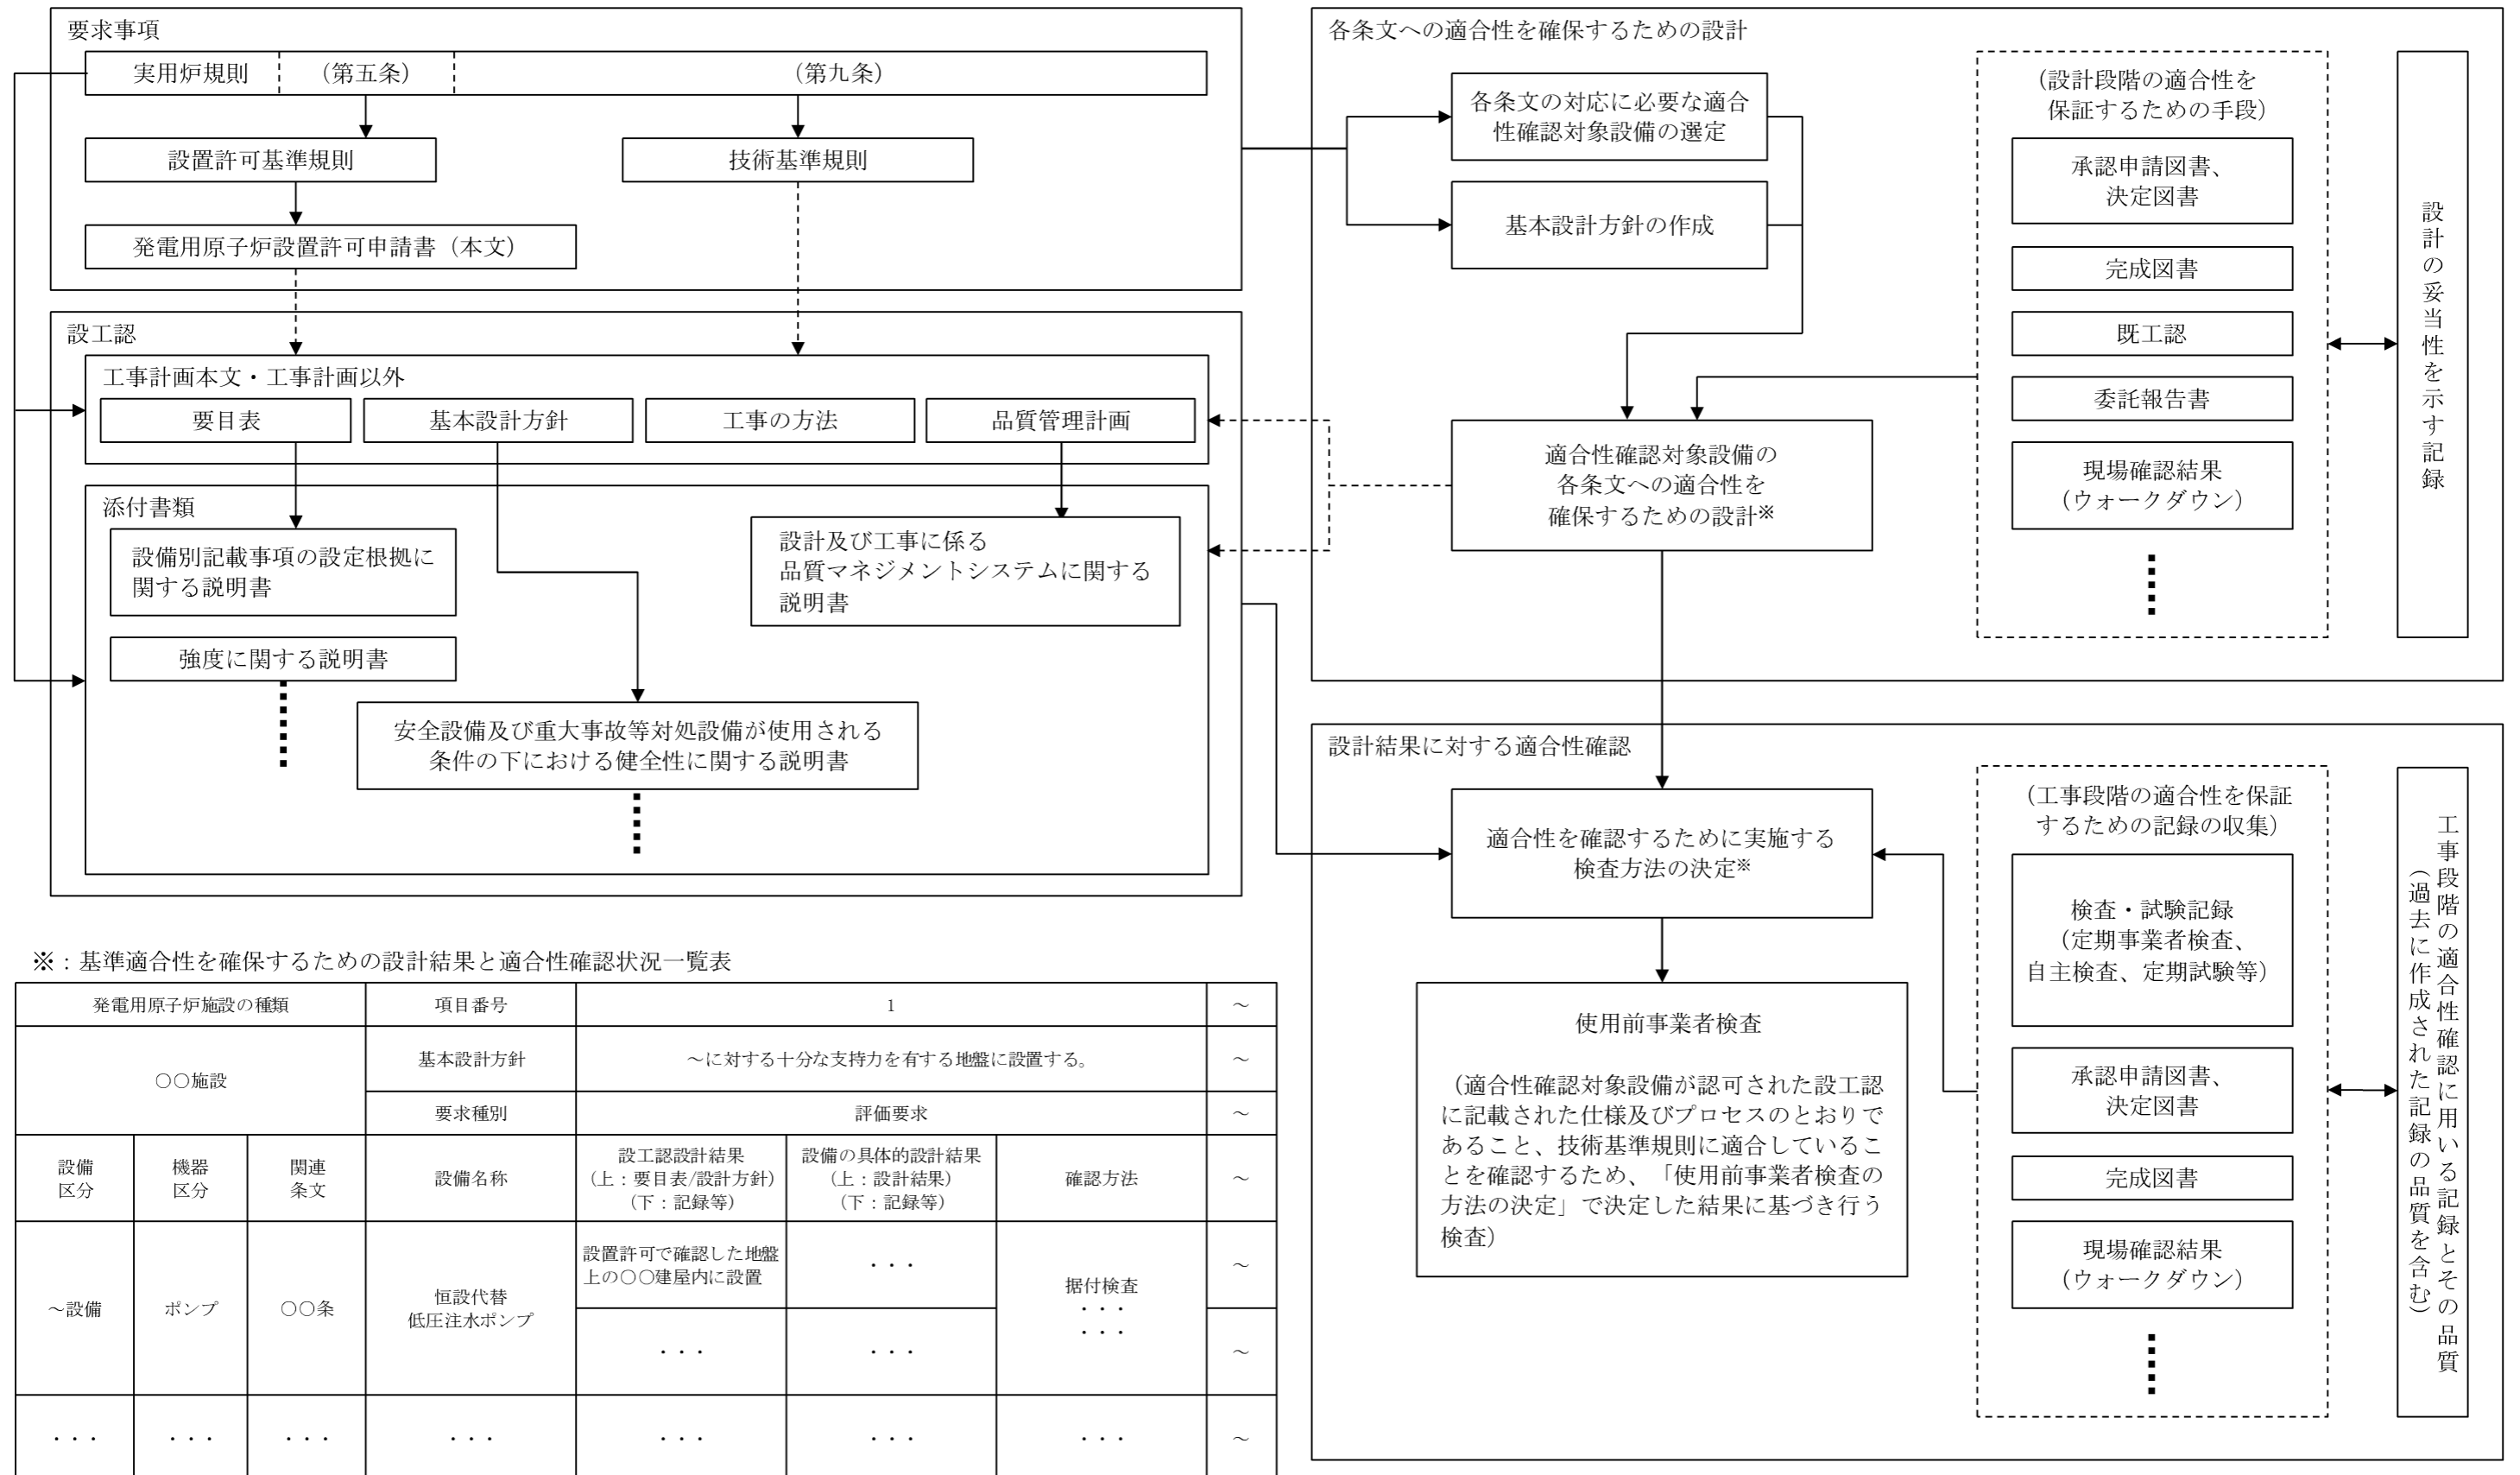 要求事項
実用炉規則
（第五条）
（第九条）
設置許可基準規則
技術基準規則
発電用原子炉設置許可申請書（本文）
設工認
工事計画本文・工事計画以外
要目表
基本設計方針
工事の方法
品質管理計画
添付書類
設備別記載事項の設定根拠に
関する説明書
設計及び工事に係る
品質マネジメントシステムに関する
説明書
強度に関する説明書
安全設備及び重大事故等対処設備が使用される
条件の下における健全性に関する説明書
各条文への適合性を確保するための設計
各条文の対応に必要な適合
性確認対象設備の選定
基本設計方針の作成
適合性確認対象設備の
各条文への適合性を
確保するための設計※
（設計段階の適合性を
保証するための手段）
承認申請図書、
決定図書
完成図書
既工認
委託報告書
現場確認結果
（ウォークダウン）
設計の妥当性を示す記録
設計結果に対する適合性確認
適合性を確認するために実施する
検査方法の決定※
使用前事業者検査
（適合性確認対象設備が認可された設工認
に記載された仕様及びプロセスのとおりで
あること、技術基準規則に適合しているこ
とを確認するため、「使用前事業者検査の
方法の決定」で決定した結果に基づき行う
検査）
（工事段階の適合性を保証
するための記録の収集）
検査・試験記録
（定期事業者検査、
自主検査、定期試験等）
承認申請図書、
決定図書
完成図書
現場確認結果
（ウォークダウン）
工事段階の適合性確認に用いる記録とその品質
（過去に作成された記録の品質を含む）
※：基準適合性を確保するための設計結果と適合性確認状況一覧表
発電用原子炉施設の種類
項目番号
1
～
○○施設
基本設計方針
～に対する十分な支持力を有する地盤に設置する。
～
要求種別
評価要求
～
設備
区分
機器
区分
関連
条文
設備名称
設工認設計結果
（上：要目表/設計方針）
（下：記録等）
設備の具体的設計結果
（上：設計結果）
（下：記録等）
確認方法
～
～設備
ポンプ
○○条
恒設代替
低圧注水ポンプ
設置許可で確認した地盤
上の○○建屋内に設置
・・・
据付検査
・・・
・・・
～
・・・
・・・
～
・・・
・・・
・・・
・・・
・・・
・・・
・・・
～